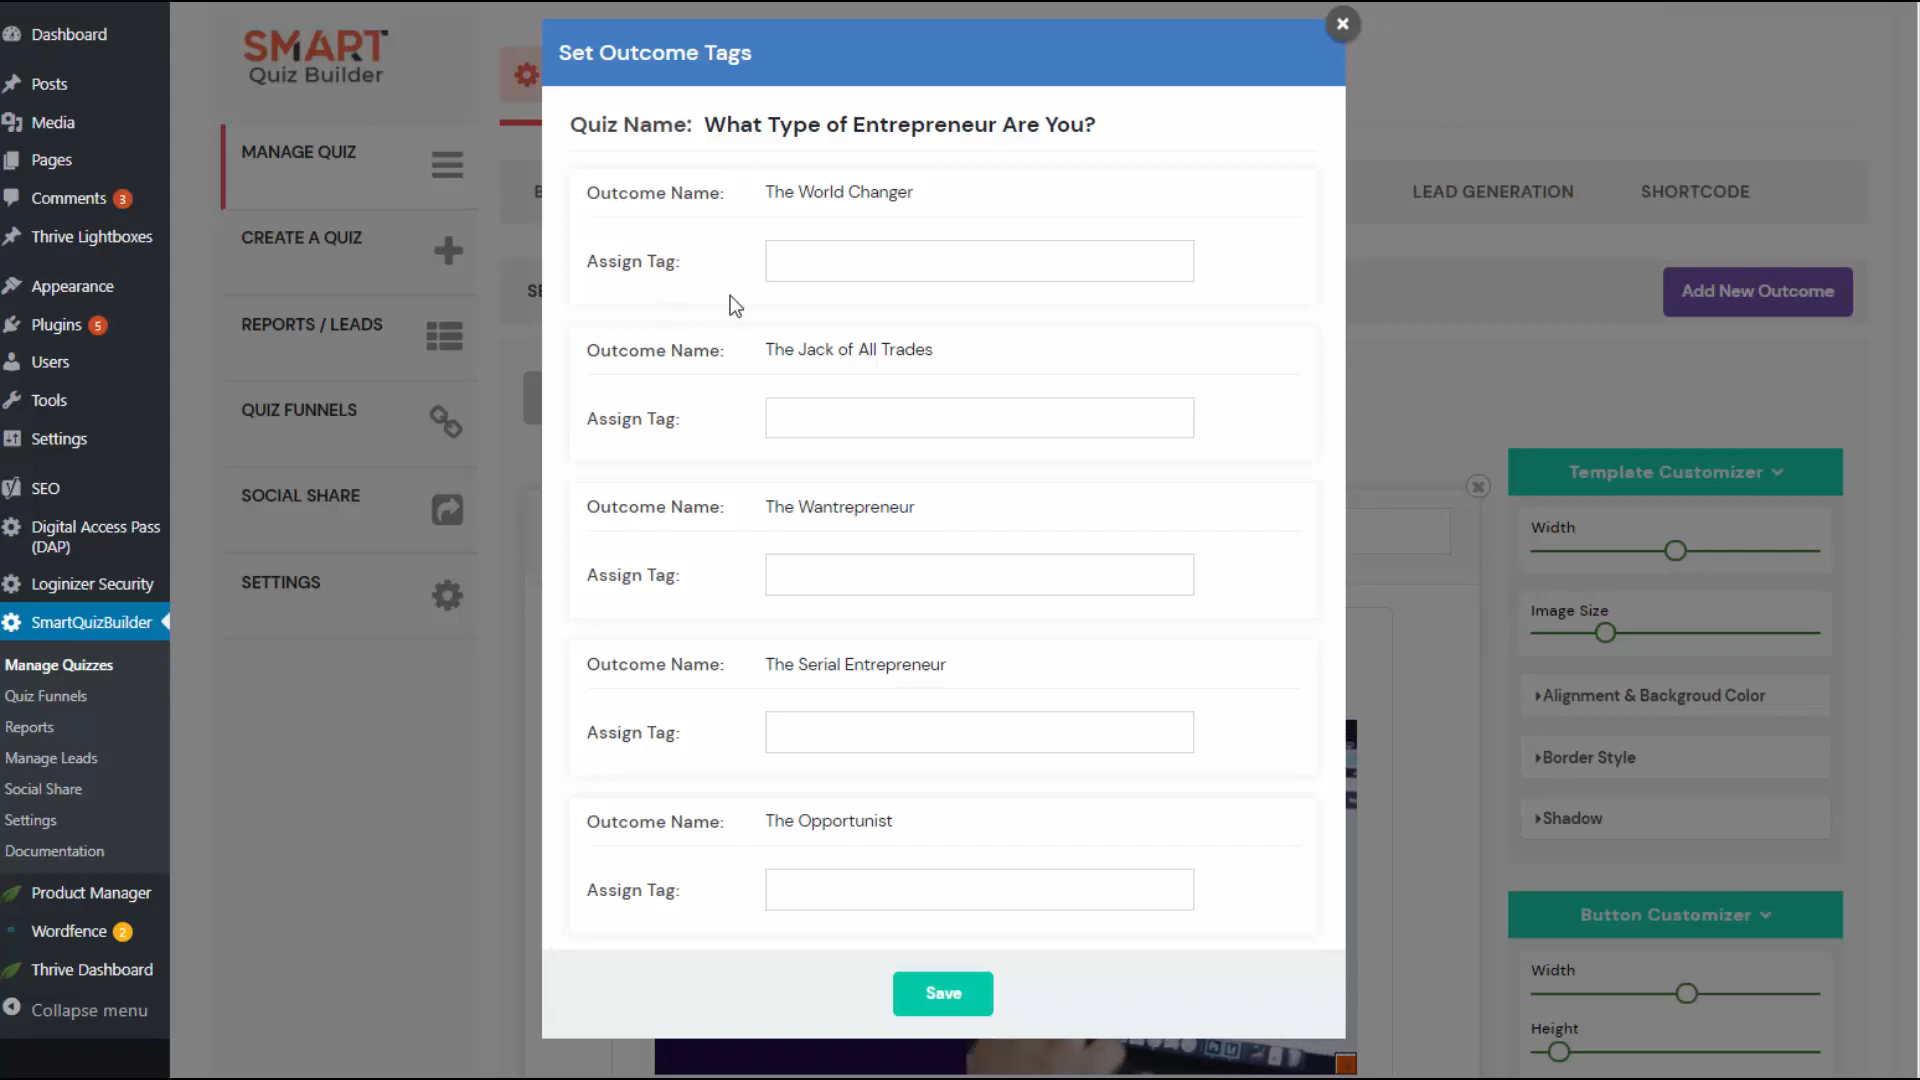 Dashboard
Posts
Media
Pages
Comments 3
Thrive Lightboxes
Appearance
Plugins 5
Users
Tools
Settings
SEO
Digital Access Pass
(DAP)
Loginizer Security
SmartQuizBuilder
Manage Quizzes
Quiz Funnels
Reports
Manage Leads
Social Share
Settings
Documentation
Product Manager
Wordfence 2
Thrive Dashboard
Collapse menu
SMART
Quiz Builder
MANAGE QUIZ
CREATE A QUIZ
REPORTS / LEADS
QUIZ FUNNELS
SOCIAL SHARE
SETTINGS
Set Outcome Tags
Quiz Name: What Type of Entrepreneur Are You?
Outcome Name: The World Changer
Assign Tag:
Outcome Name: The Jack of All Trades
Assign Tag:
Outcome Name: The Wantrepreneur
Assign Tag:
Outcome Name: The Serial Entrepreneur
Assign Tag:
Outcome Name: The Opportunist
Assign Tag:
Save
LEAD GENERATION
SHORTCODE
Add New Outcome
Template Customizer
Width
Image Size
Alignment & Backgroud Color
Border Style
Shadow
Button Customizer
Width
Height